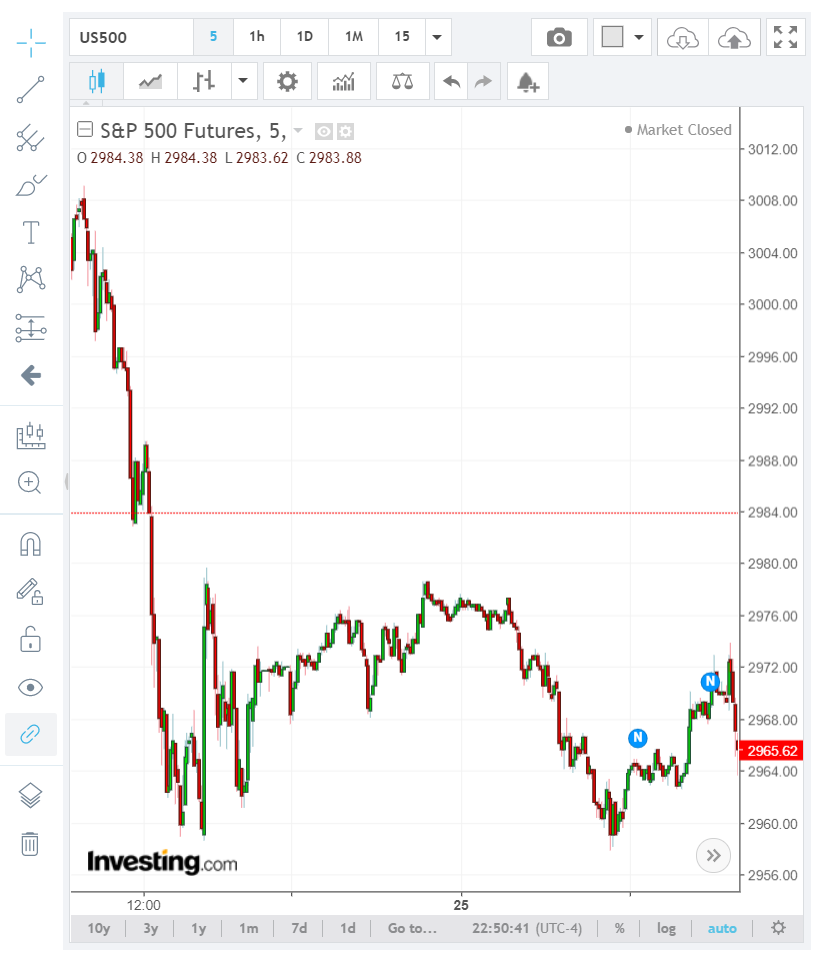 US500 5 1h 1D 1M 15
S&P 500 Futures, 5,
Market Closed
O 2984.38 H 2984.38 L 2983.62 C 2983.88
3012.00
3008.00
3004.00
3000.00
2996.00
2992.00
2988.00
2984.00
2980.00
2976.00
2972.00
N
2968.00
N
2965.62
2964.00
2960.00
Investing.com
2956.00
12:00 25
10y 3y 1y 1m 7d 1d Go to... 22:50:41 (UTC-4) % log auto